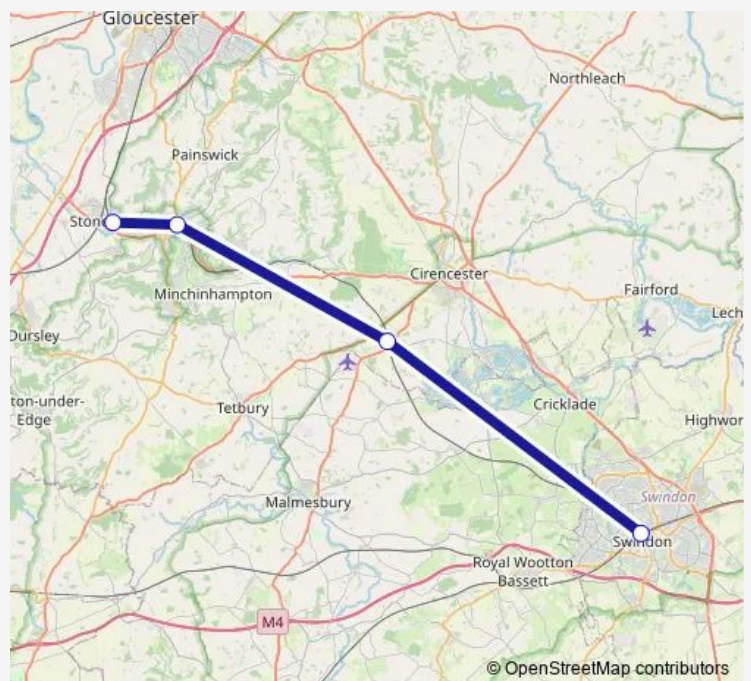 Gloucester
Northleach
Painswick
Ston
Cirencester
Minchinhampton
Fairford
Lech
Dursley
ton-under-
Edge
Tetbury
Cricklade
Highwor
Malmesbury
Swindon
Swindon
Royal Wootton
Bassett
M4
© OpenStreetMap contributors